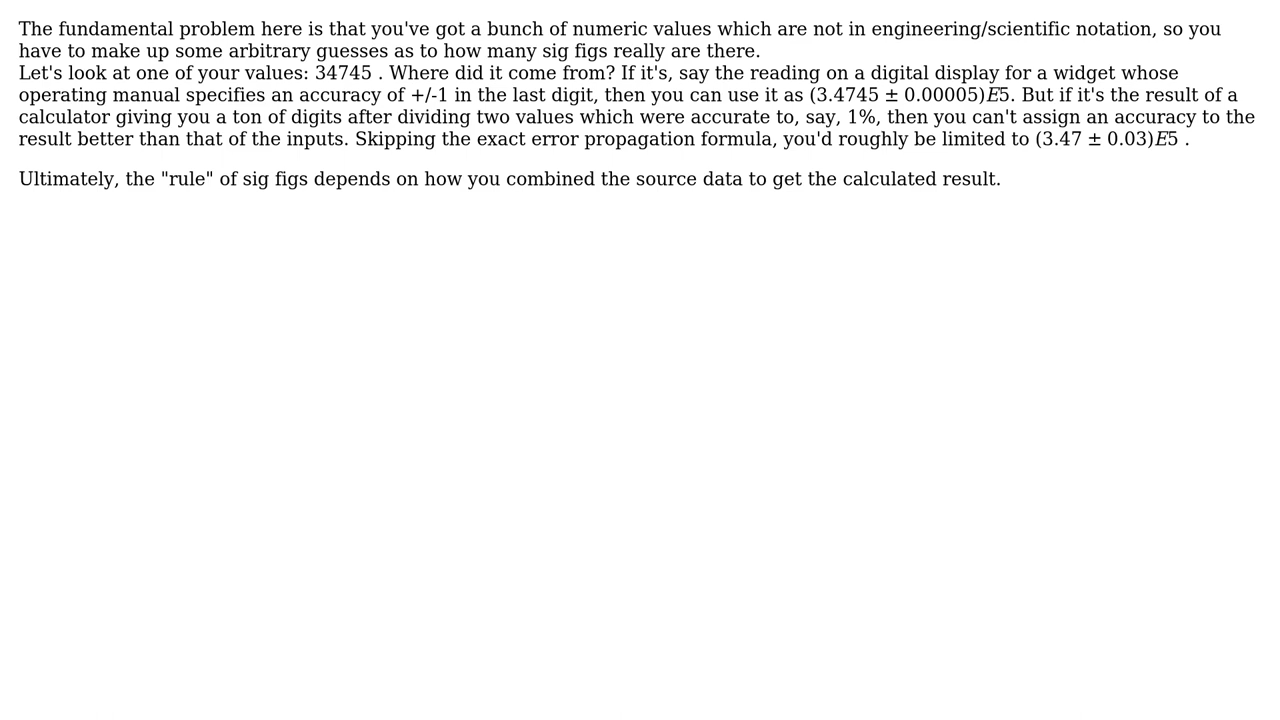 The fundamental problem here is that you've got a bunch of numeric values which are not in engineering/scientific notation, so you
have to make up some arbitrary guesses as to how many sig figs really are there.
Let's look at one of your values: 34745 . Where did it come from? If it's, say the reading on a digital display for a widget whose
operating manual specifies an accuracy of +/-1 in the last digit, then you can use it as (3.4745 ± 0.00005)E5. But if it's the result of a
calculator giving you a ton of digits after dividing two values which were accurate to, say, 1%, then you can't assign an accuracy to the
result better than that of the inputs. Skipping the exact error propagation formula, you'd roughly be limited to (3.47 ± 0.03)E5 .
Ultimately, the "rule" of sig figs depends on how you combined the source data to get the calculated result.